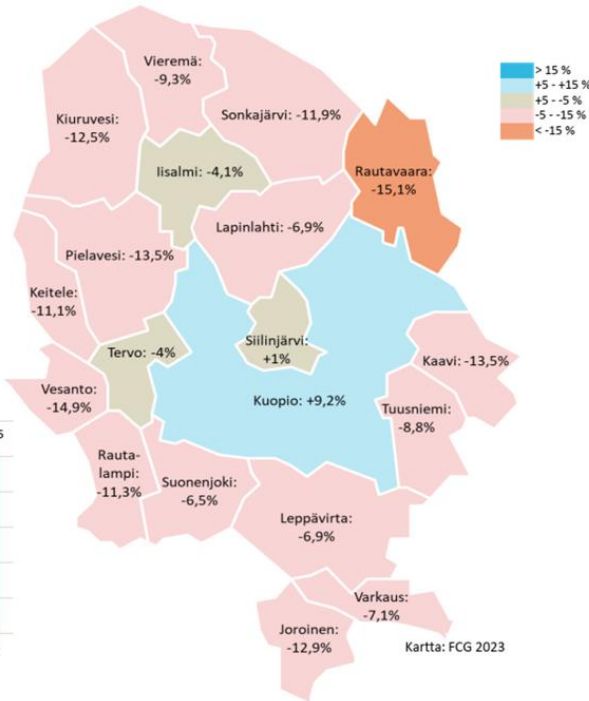 Vieremä:
-9,3%
> 15 %
+5 - +15 %
+5 - -5 %
-5 - -15 %
< -15 %
Kiuruvesi:
-12,5%
Sonkajärvi: -11,9%
Iisalmi: -4,1%
Rautavaara:
-15,1%
Lapinlahti: -6,9%
Pielavesi: -13,5%
Keitele:
-11,1%
Siilinjärvi:
+1%
Tervo: -4%
Kaavi: -13,5%
Vesanto:
-14,9%
Kuopio: +9,2%
Tuusniemi:
-8,8%
Rauta-
lampi:
-11,3%
Suonenjoki:
-6,5%
Leppävirta:
-6,9%
Varkaus:
-7,1%
Joroinen:
-12,9%
Kartta: FCG 2023